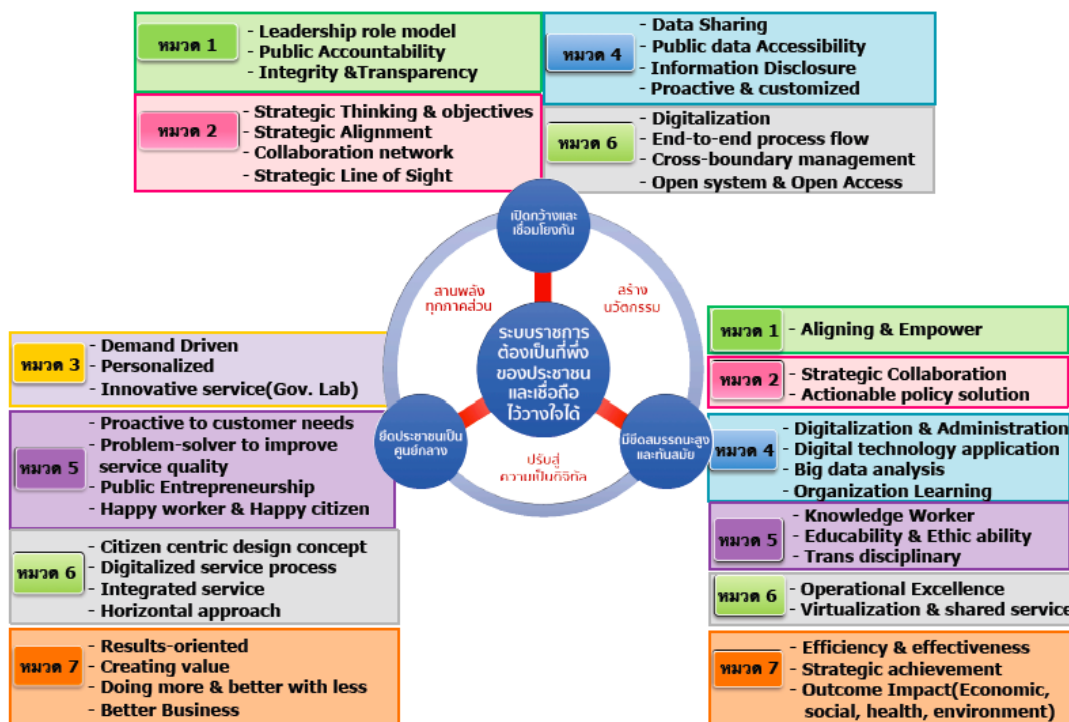 หมวด 1
- Leadership role model
- Public Accountability
- Integrity &Transparency
หมวด 2
- Strategic Thinking & objectives
- Strategic Alignment
- Collaboration network
- Strategic Line of Sight
หมวด 4
- Data Sharing
- Public data Accessibility
- Information Disclosure
- Proactive & customized
หมวด 6
- Digitalization
- End-to-end process flow
- Cross-boundary management
- Open system & Open Access
เปิดกว้างและ
เชื่อมโยงกัน
สานพลัง
ทุกภาคส่วน
สร้าง
นวัตกรรม
ระบบราชการ
ต้องเป็นที่พึ่ง
ของประชาชน
และเชื่อถือ
ไว้วางใจได้
ยึดประชาชนเป็น
ศูนย์กลาง
ปรับสู่
ความเป็นดิจิทัล
มีขีดสมรรถนะสูง
และทันสมัย
หมวด 3
- Demand Driven
- Personalized
- Innovative service(Gov. Lab)
หมวด 5
- Proactive to customer needs
- Problem-solver to improve
service quality
- Public Entrepreneurship
- Happy worker & Happy citizen
หมวด 6
- Citizen centric design concept
- Digitalized service process
- Integrated service
- Horizontal approach
หมวด 7
- Results-oriented
- Creating value
- Doing more & better with less
- Better Business
หมวด 1
- Aligning & Empower
หมวด 2
- Strategic Collaboration
- Actionable policy solution
หมวด 4
- Digitalization & Administration
- Digital technology application
- Big data analysis
- Organization Learning
หมวด 5
- Knowledge Worker
- Educability & Ethic ability
- Trans disciplinary
หมวด 6
- Operational Excellence
- Virtualization & shared service
หมวด 7
- Efficiency & effectiveness
- Strategic achievement
- Outcome Impact(Economic,
social, health, environment)